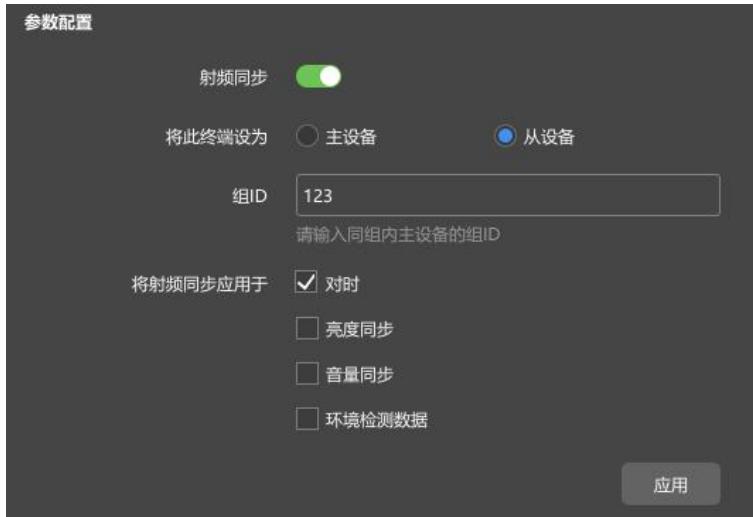 参数配置
射频同步
将此终端设为 主设备 从设备
组ID 123
请输入同组内主设备的组ID
将射频同步应用于 对时
亮度同步
音量同步
环境检测数据
应用